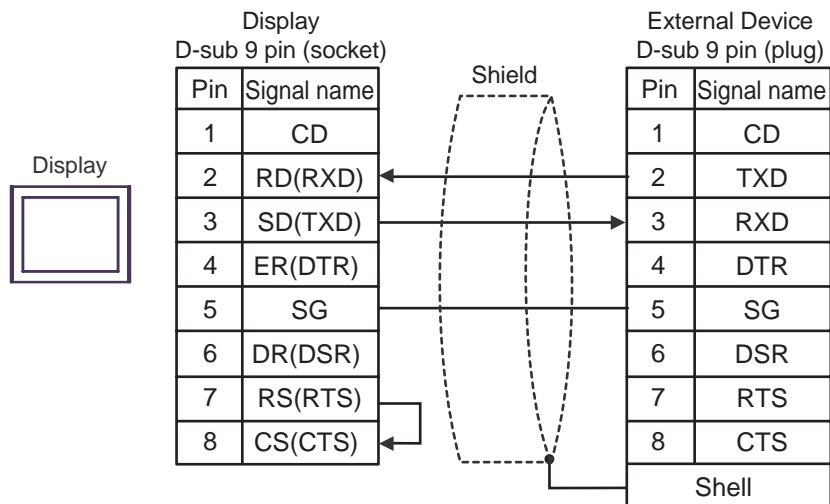 Display
D-sub 9 pin (socket)
External Device
D-sub 9 pin (plug)
Shield
Display
Pin Signal name
1 CD
2 RD(RXD)
3 SD(TXD)
4 ER(DTR)
5 SG
6 DR(DSR)
7 RS(RTS)
8 CS(CTS)
Pin Signal name
1 CD
2 TXD
3 RXD
4 DTR
5 SG
6 DSR
7 RTS
8 CTS
Shell